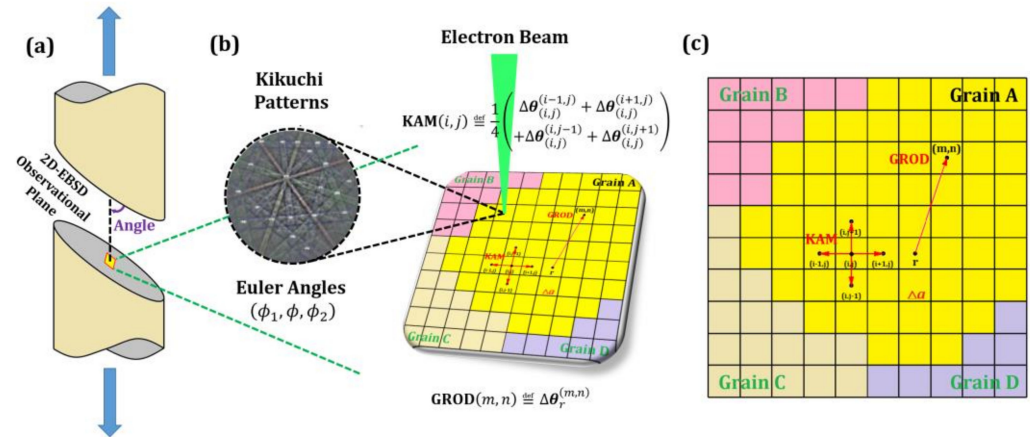 (a)
2D-EBSD
Observational
Plane
Angle
(b)
Kikuchi
Patterns
Euler Angles
(ϕ₁, ϕ, ϕ₂)
Electron Beam
KAM(i, j) ≝ 1/4 ( Δθ₍ᵢ,ⱼ₎⁽ⁱ⁻¹,ʲ⁾ + Δθ₍ᵢ,ⱼ₎⁽ⁱ⁺¹,ʲ⁾
+Δθ₍ᵢ,ⱼ₎⁽ⁱ,ʲ⁻¹⁾ + Δθ₍ᵢ,ⱼ₎⁽ⁱ,ʲ⁺¹⁾ )
Grain B
Grain A
(m,n)
GROD
KAM
r
Grain C
Grain D
GROD(m, n) ≝ Δθᵣ⁽ᵐ,ⁿ⁾
(c)
Grain B
Grain A
GROD
(m,n)
KAM
(i,j+1)
(i-1,j)
(i,j)
(i+1,j)
r
(i,j-1)
△a
Grain C
Grain D